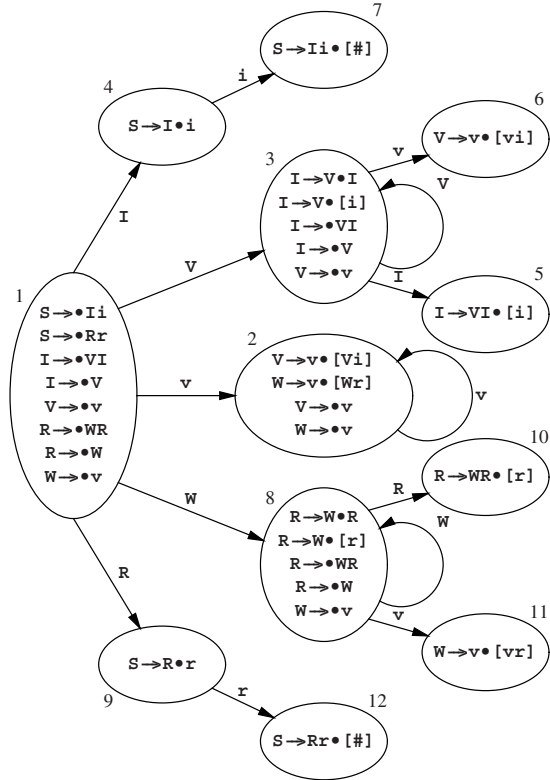 7
S→Ii•[#]
i
4
S→I•i
I
6
V→v•[vi]
v
3
I→V•I
I→V•[i]
I→•VI
I→•V
V→•v
V
V
I
5
I→VI•[i]
1
S→•Ii
S→•Rr
I→•VI
I→•V
V→•v
R→•WR
R→•W
W→•v
v
2
V→v•[Vi]
W→v•[Wr]
V→•v
W→•v
v
W
8
R→W•R
R→W•[r]
R→•WR
R→•W
W→•v
R
W
v
10
R→WR•[r]
11
W→v•[vr]
R
S→R•r
9
r
12
S→Rr•[#]